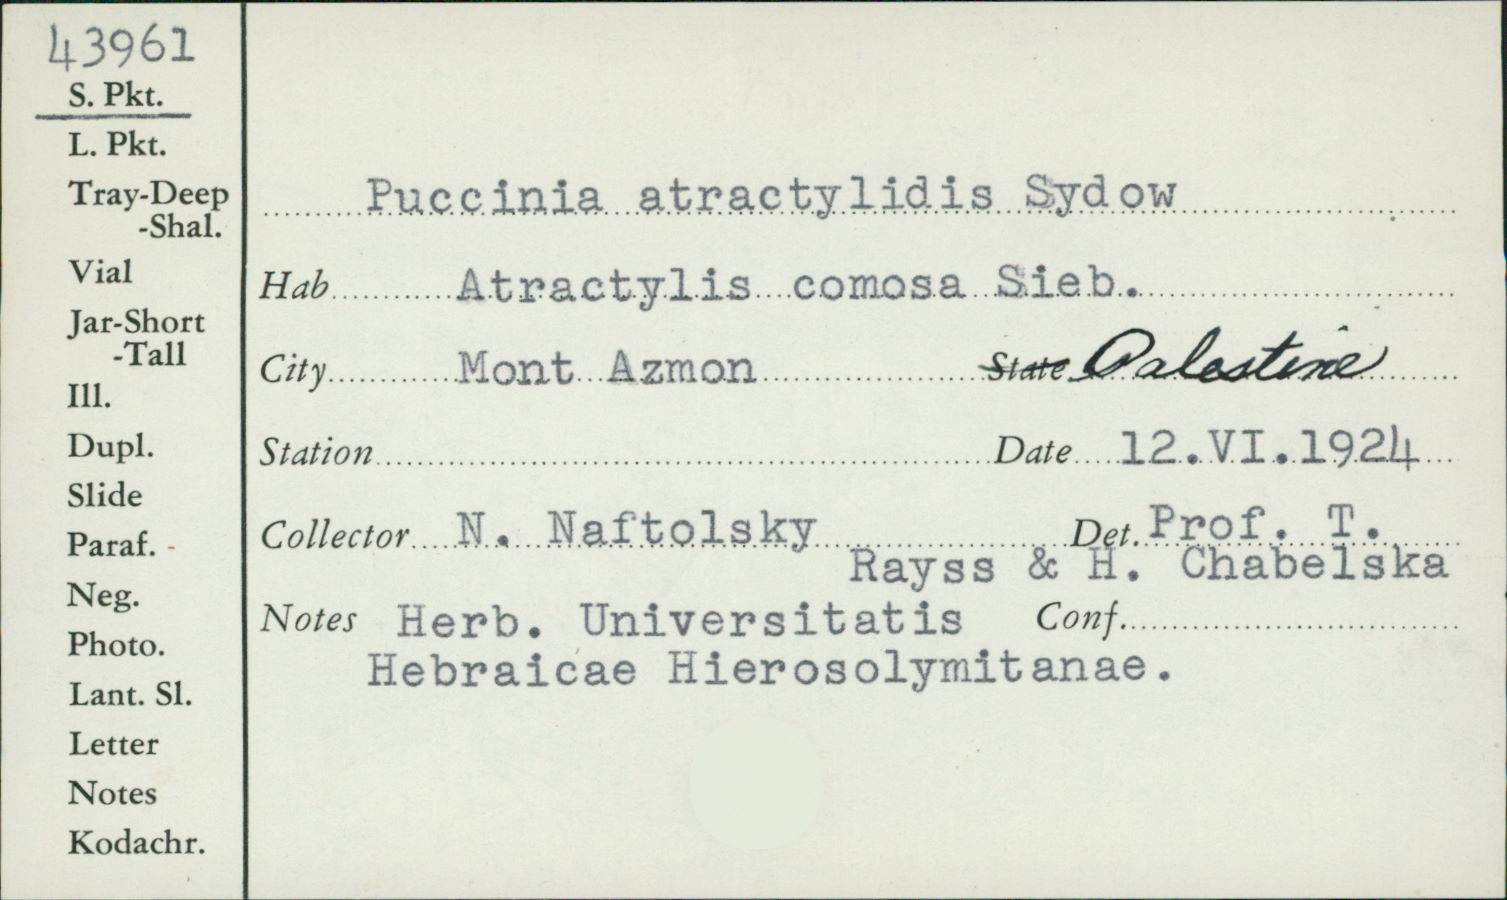 43961
S. Pkt.
L. Pkt.
Tray-Deep
-Shal.
Vial
Jar-Short
-Tall
Ill.
Dupl.
Slide
Paraf.
Neg.
Photo.
Lant. Sl.
Letter
Notes
Kodachr.
Puccinia atractylidis Sydow
Hab Atractylis comosa Sieb.
City Mont Azmon State Palestine
Station Date 12.VI.1924
Collector N. Naftolsky Det. Prof. T.
Rayss & H. Chabelska
Notes Herb. Universitatis Conf.
Hebraicae Hierosolymitanae.